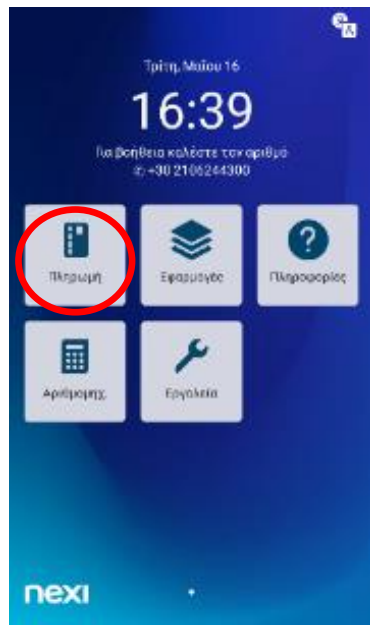 Τρίτη, Μαΐου 16
16:39
Για βοήθεια καλέστε τον αριθμό
✆ +30 2106244300
Πληρωμή
Εφαρμογές
Πληροφορίες
Αριθμομηχ.
Εργαλεία
nexi